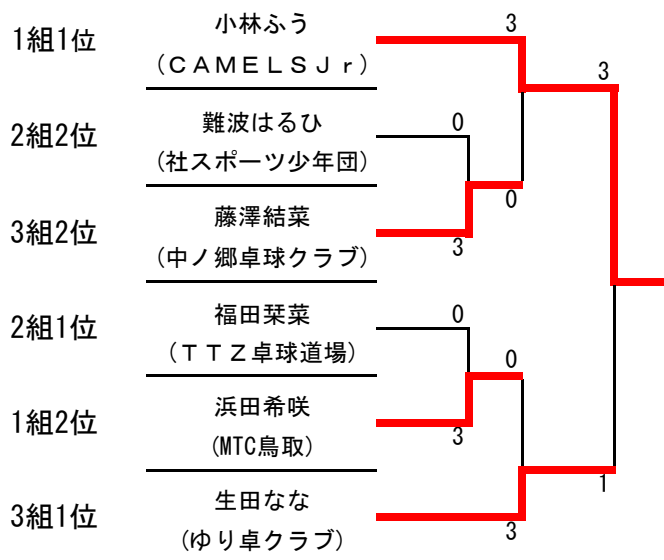 1組1位
小林ふう
(ＣＡＭＥＬＳＪｒ)
3
3
2組2位
難波はるひ
(社スポーツ少年団)
0
0
3組2位
藤澤結菜
(中ノ郷卓球クラブ)
3
2組1位
福田栞菜
(ＴＴＺ卓球道場)
0
0
1組2位
浜田希咲
(MTC鳥取)
3
1
3組1位
生田なな
(ゆり卓クラブ)
3